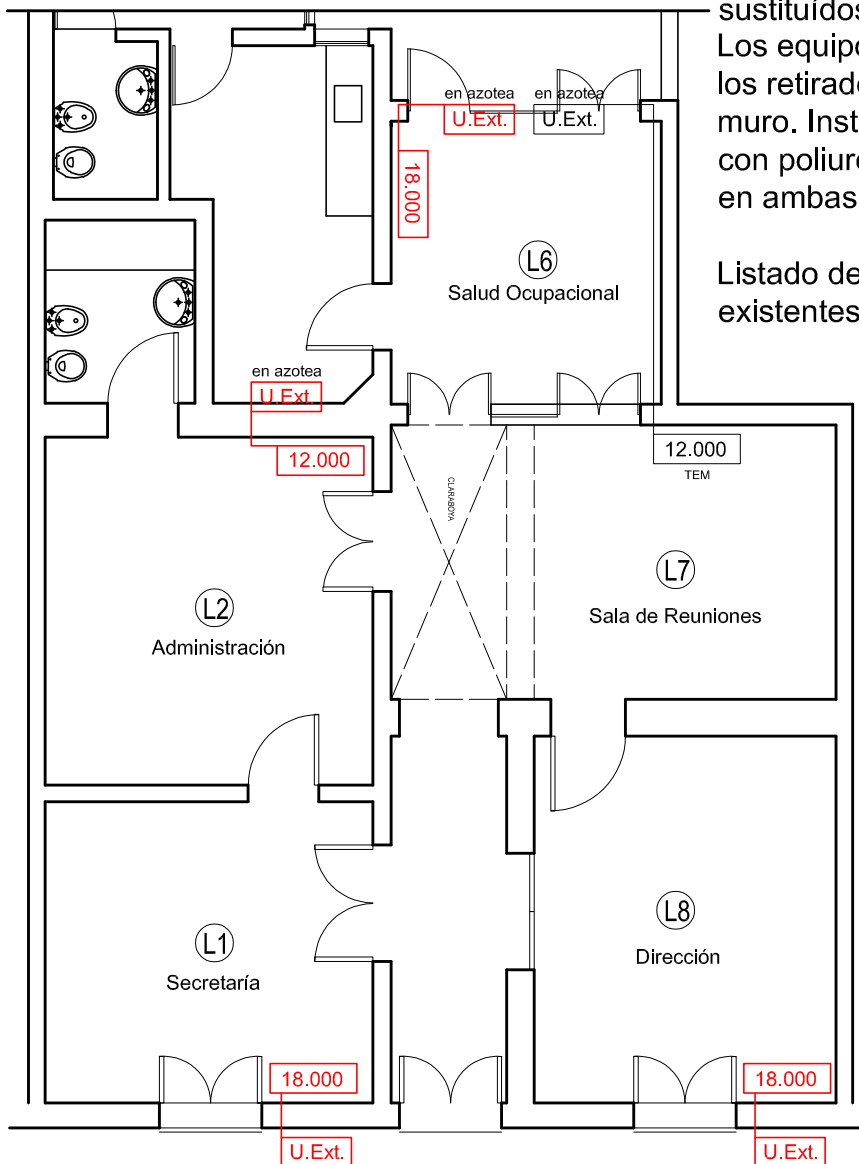 sustituídos
Los equipo
los retirado
muro. Inst
con poliure
en ambas
Listado de
existentes
en azotea
U.Ext.
en azotea
U.Ext.
18.000
L6
Salud Ocupacional
en azotea
U.Ext.
12.000
12.000
TEM
CLARABOYA
L2
Administración
L7
Sala de Reuniones
L1
Secretaría
L8
Dirección
18.000
U.Ext.
18.000
U.Ext.